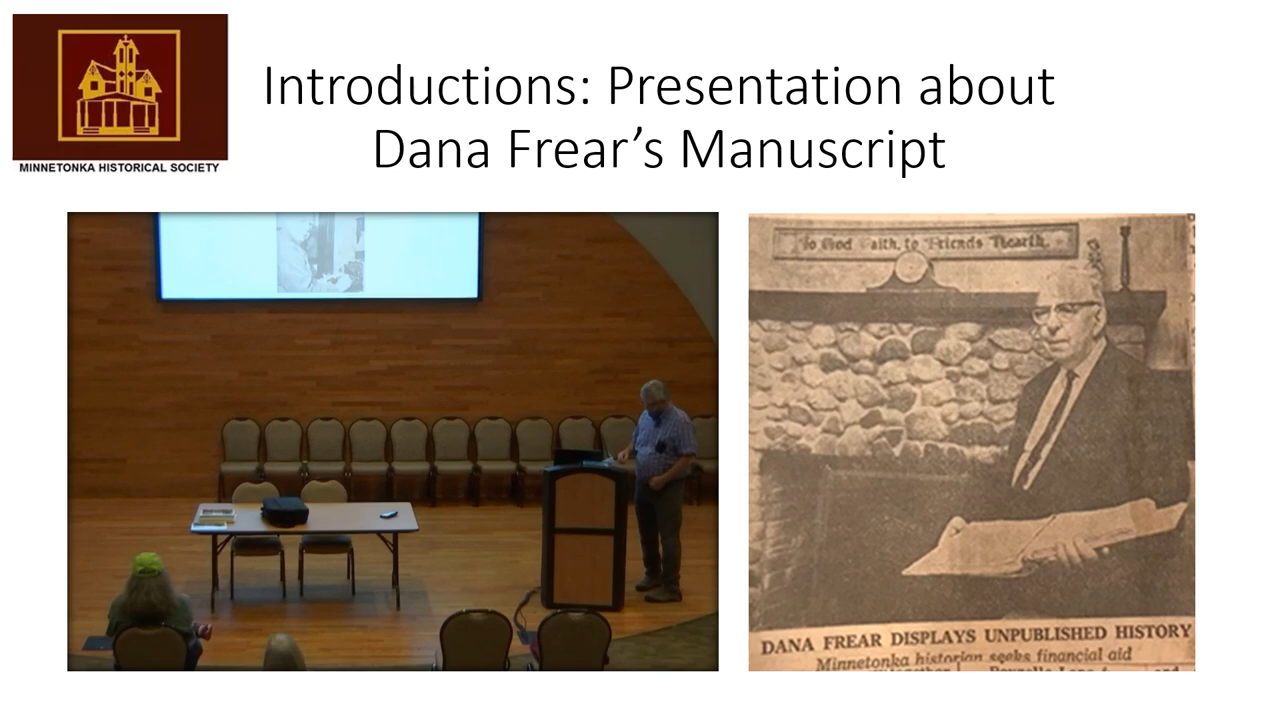 MINNETONKA HISTORICAL SOCIETY
Introductions: Presentation about
Dana Frear’s Manuscript
To God Faith, to Friends Hearth.
DANA FREAR DISPLAYS UNPUBLISHED HISTORY
Minnetonka historian seeks financial aid